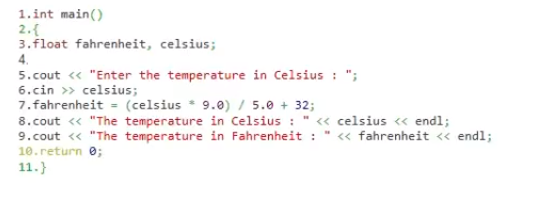 1.int main()
2.{
3.float fahrenheit, celsius;
4.
5.cout << "Enter the temperature in Celsius : ";
6.cin >> celsius;
7.fahrenheit = (celsius * 9.0) / 5.0 + 32;
8.cout << "The temperature in Celsius : " << celsius << endl;
9.cout << "The temperature in Fahrenheit : " << fahrenheit << endl;
10.return 0;
11.}